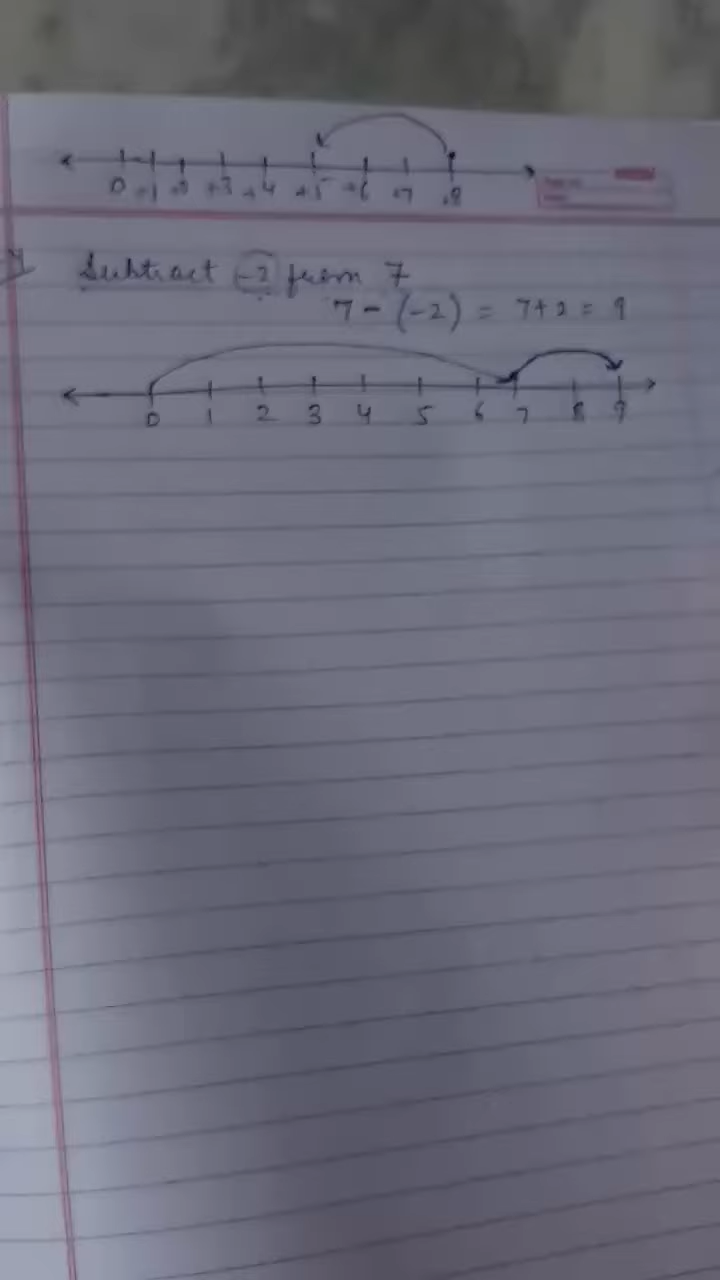 0 +1 +2 +3 +4 +5 +6 +7 +8
Subtract (-2) from 7
7 - (-2) = 7+2 = 9
0 1 2 3 4 5 6 7 8 9